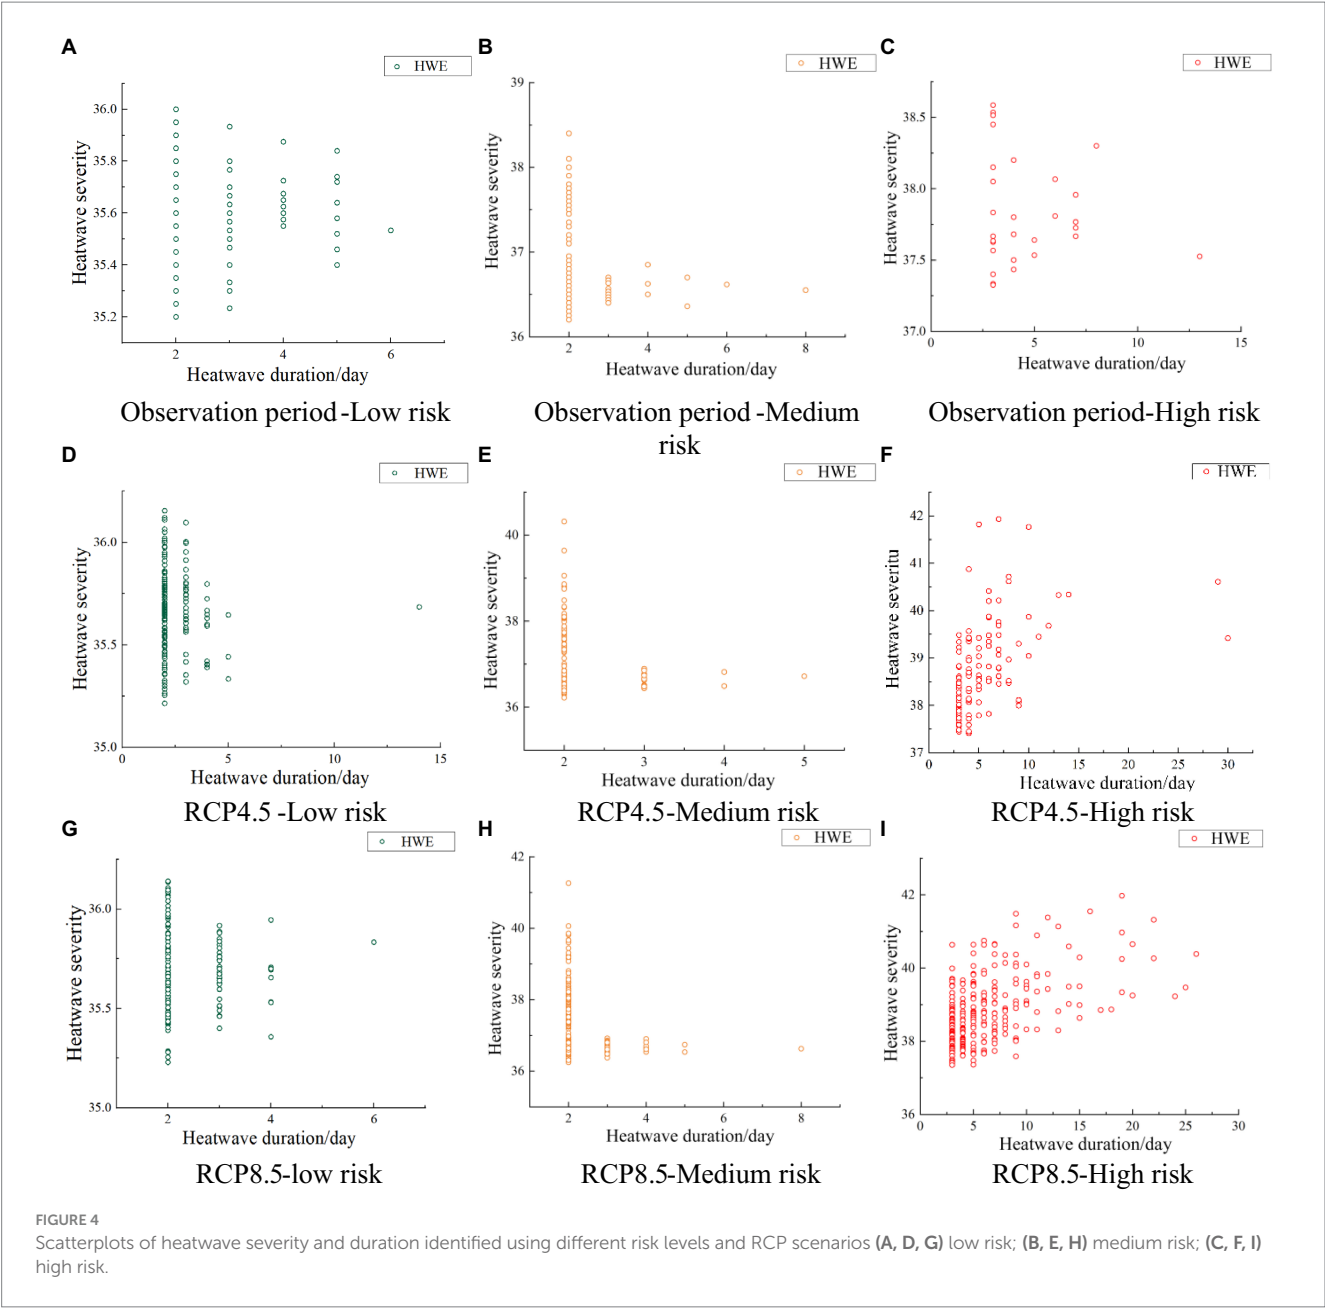 A
HWE
Heatwave severity
36.0
35.8
35.6
35.4
35.2
2
4
6
Heatwave duration/day
Observation period -Low risk
B
HWE
Heatwave severity
39
38
37
36
2
4
6
8
Heatwave duration/day
Observation period -Medium
risk
C
HWE
Heatwave severity
38.5
38.0
37.5
37.0
0
5
10
15
Heatwave duration/day
Observation period-High risk
D
HWE
Heatwave severity
36.0
35.5
35.0
0
5
10
15
Heatwave duration/day
RCP4.5 -Low risk
E
HWE
Heatwave severity
40
38
36
2
3
4
5
Heatwave duration/day
RCP4.5-Medium risk
F
HWE
Heatwave severitu
42
41
40
39
38
37
0
5
10
15
20
25
30
Heatwave duration/day
RCP4.5-High risk
G
HWE
Heatwave severity
36.0
35.5
35.0
2
4
6
Heatwave duration/day
RCP8.5-low risk
H
HWE
Heatwave severity
42
40
38
36
2
4
6
8
Heatwave duration/day
RCP8.5-Medium risk
I
HWE
Heatwave severity
42
40
38
36
0
5
10
15
20
25
30
Heatwave duration/day
RCP8.5-High risk
FIGURE 4
Scatterplots of heatwave severity and duration identified using different risk levels and RCP scenarios (A, D, G) low risk; (B, E, H) medium risk; (C, F, I)
high risk.